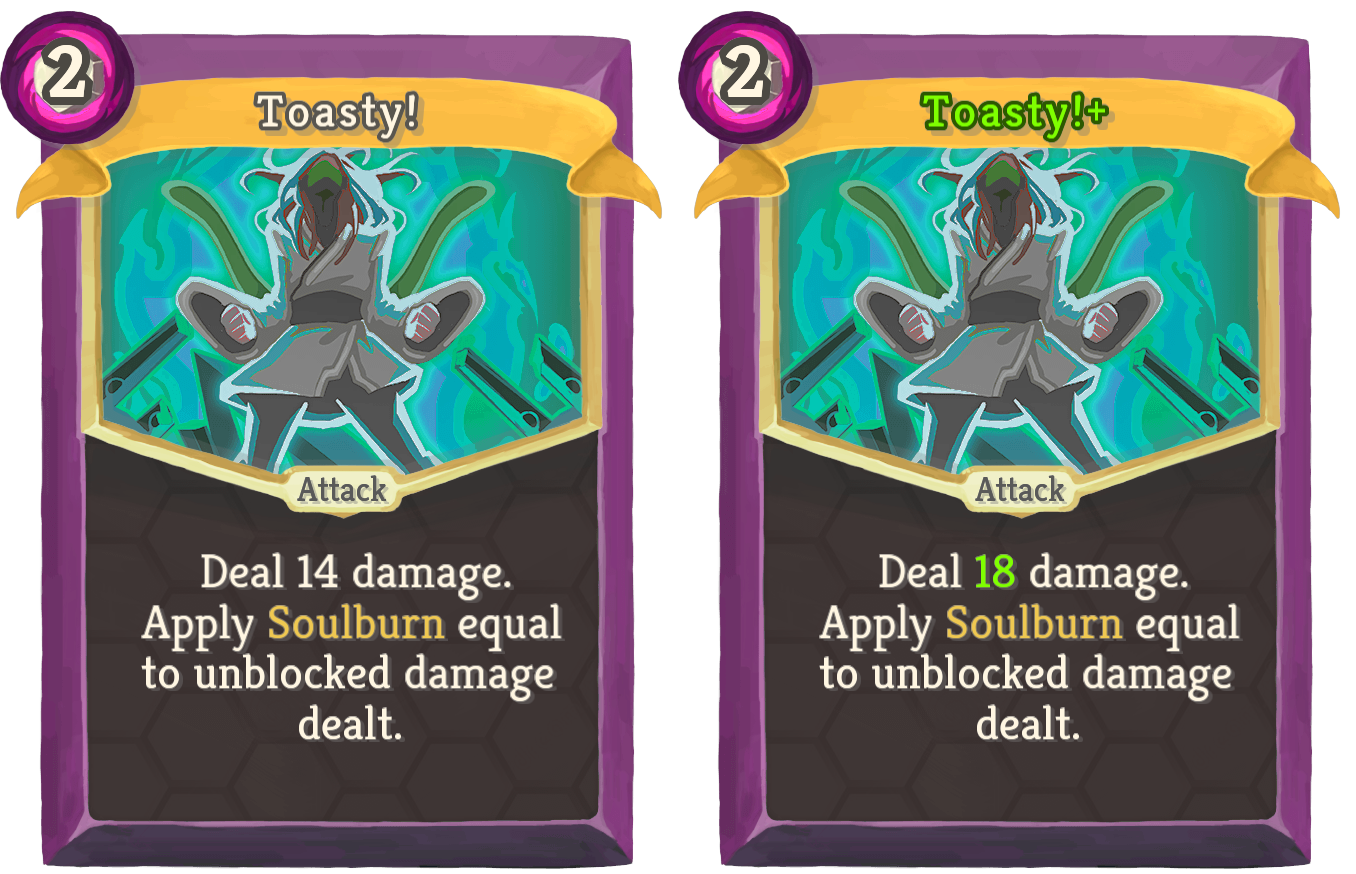 2
Toasty!
Attack
Deal 14 damage.
Apply Soulburn equal
to unblocked damage
dealt.
2
Toasty!+
Attack
Deal 18 damage.
Apply Soulburn equal
to unblocked damage
dealt.